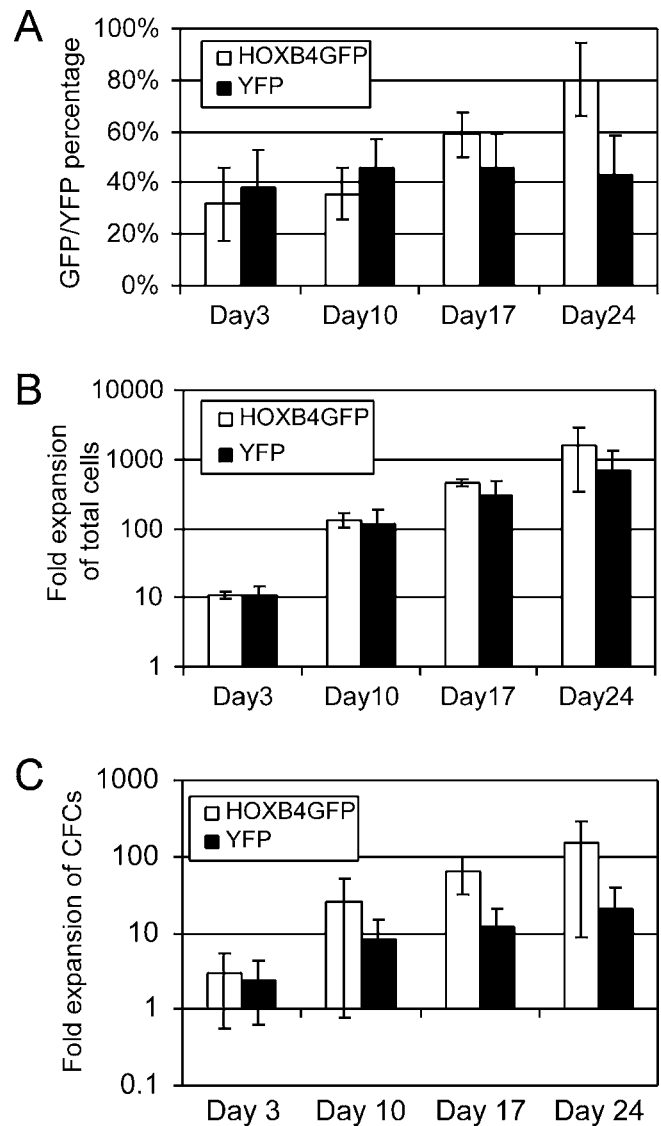 A
GFP/YFP percentage
100%
80%
60%
40%
20%
0%
HOXB4GFP
YFP
Day3 Day10 Day17 Day24
B
Fold expansion
of total cells
10000
1000
100
10
1
HOXB4GFP
YFP
Day3 Day10 Day17 Day24
C
Fold expansion of CFCs
1000
100
10
1
0.1
HOXB4GFP
YFP
Day 3 Day 10 Day 17 Day 24